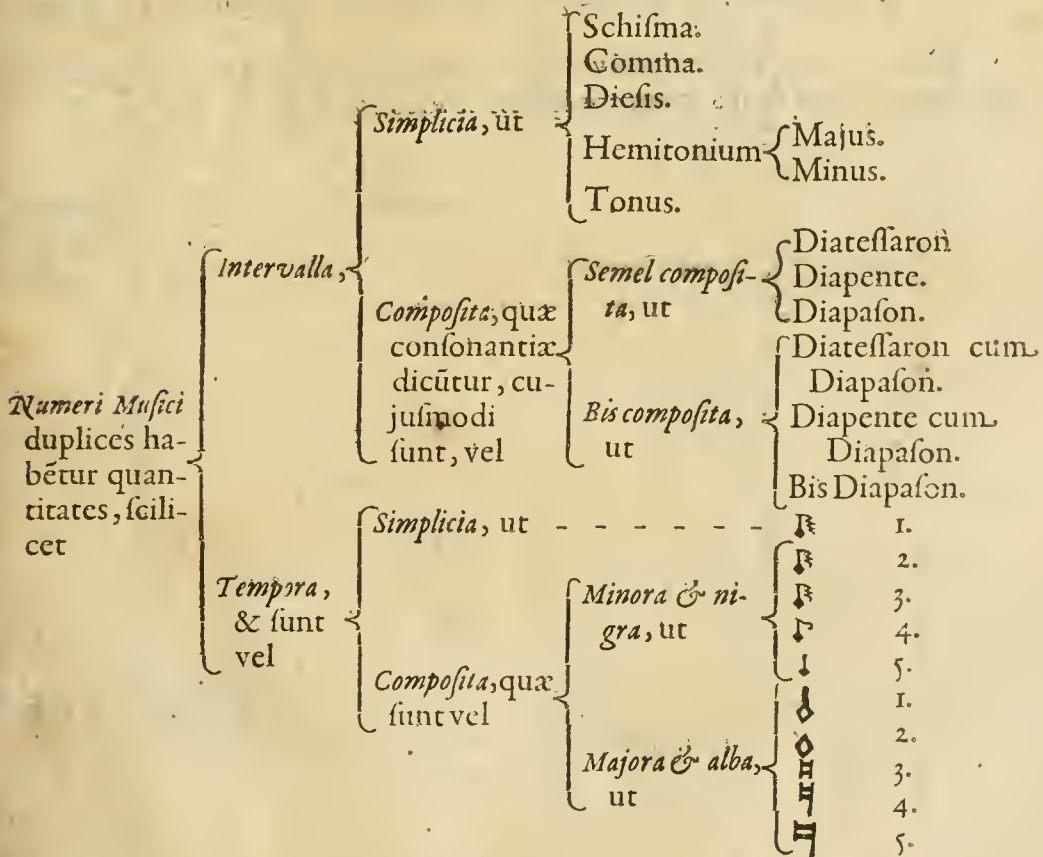 Numeri Musici
duplices ha-
bētur quan-
titates, ſcili-
cet
Intervalla,
Simplicia, ut
Schiſma.
Comma.
Dieſis.
Hemitonium
Majus.
Minus.
Tonus.
Compoſita, quæ
conſonantiæ
dicūtur, cu-
juſmodi
ſunt, vel
Semel compoſi-
ta, ut
Diateſſaron
Diapente.
Diapaſon.
Bis compoſita,
ut
Diateſſaron cum
Diapaſon.
Diapente cum
Diapaſon.
Bis Diapaſon.
Tempora,
& ſunt
vel
Simplicia, ut - - - - - -
1.
Compoſita, quæ
ſunt vel
Minora & ni-
gra, ut
2.
3.
4.
5.
Majora & alba,
ut
1.
2.
3.
4.
5.